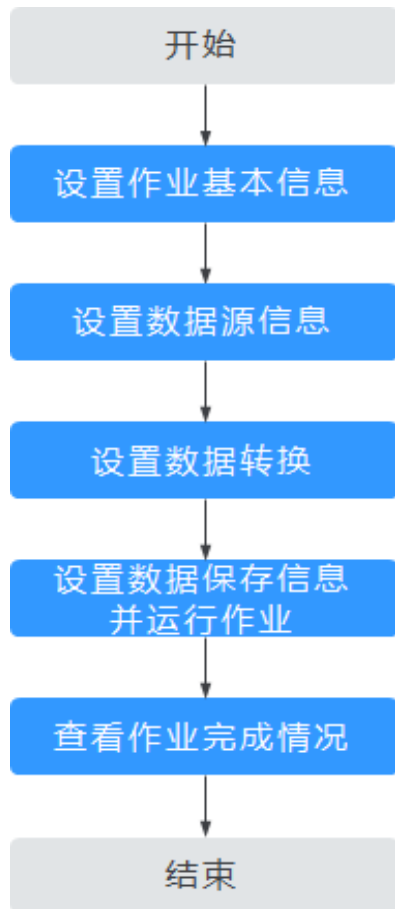 开始
设置作业基本信息
设置数据源信息
设置数据转换
设置数据保存信息
并运行作业
查看作业完成情况
结束